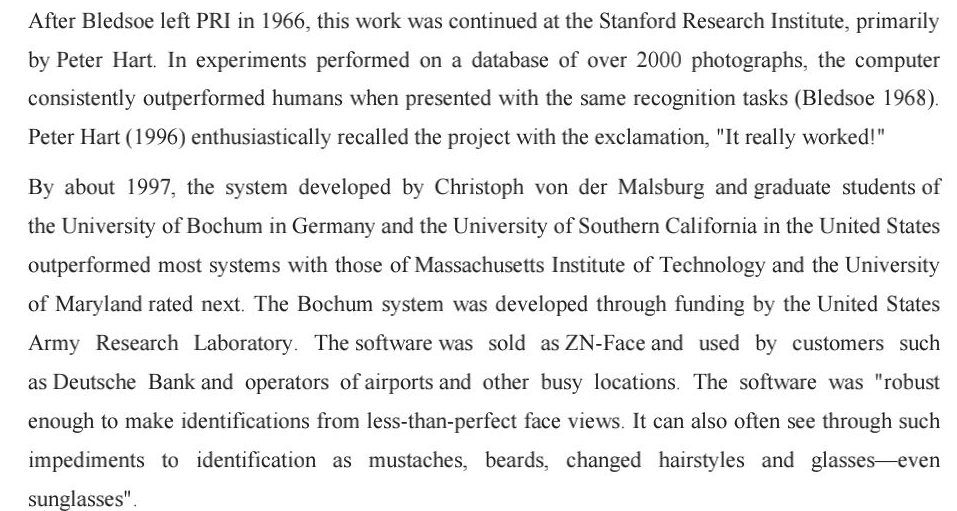 After Bledsoe left PRI in 1966, this work was continued at the Stanford Research Institute, primarily
by Peter Hart. In experiments performed on a database of over 2000 photographs, the computer
consistently outperformed humans when presented with the same recognition tasks (Bledsoe 1968).
Peter Hart (1996) enthusiastically recalled the project with the exclamation, "It really worked!"
By about 1997, the system developed by Christoph von der Malsburg and graduate students of
the University of Bochum in Germany and the University of Southern California in the United States
outperformed most systems with those of Massachusetts Institute of Technology and the University
of Maryland rated next. The Bochum system was developed through funding by the United States
Army Research Laboratory. The software was sold as ZN-Face and used by customers such
as Deutsche Bank and operators of airports and other busy locations. The software was "robust
enough to make identifications from less-than-perfect face views. It can also often see through such
impediments to identification as mustaches, beards, changed hairstyles and glasses—even
sunglasses".